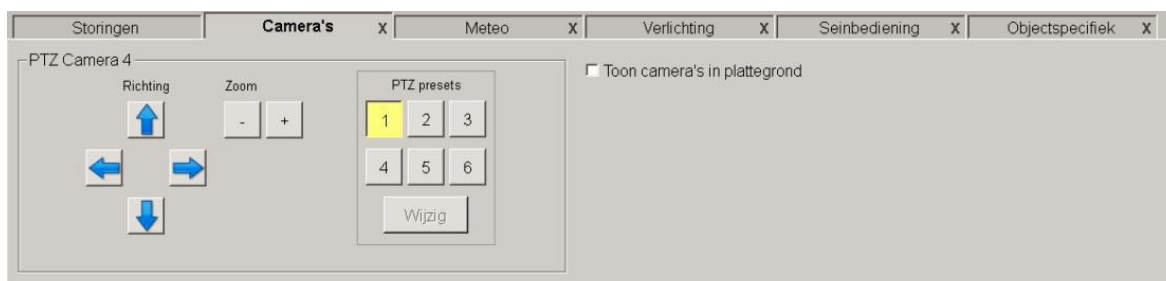 Storingen Camera's X Meteo X Verlichting X Seinbediening X Objectspecifiek X
PTZ Camera 4
Richting Zoom PTZ presets
- +
1 2 3
4 5 6
Wijzig
Toon camera's in plattegrond